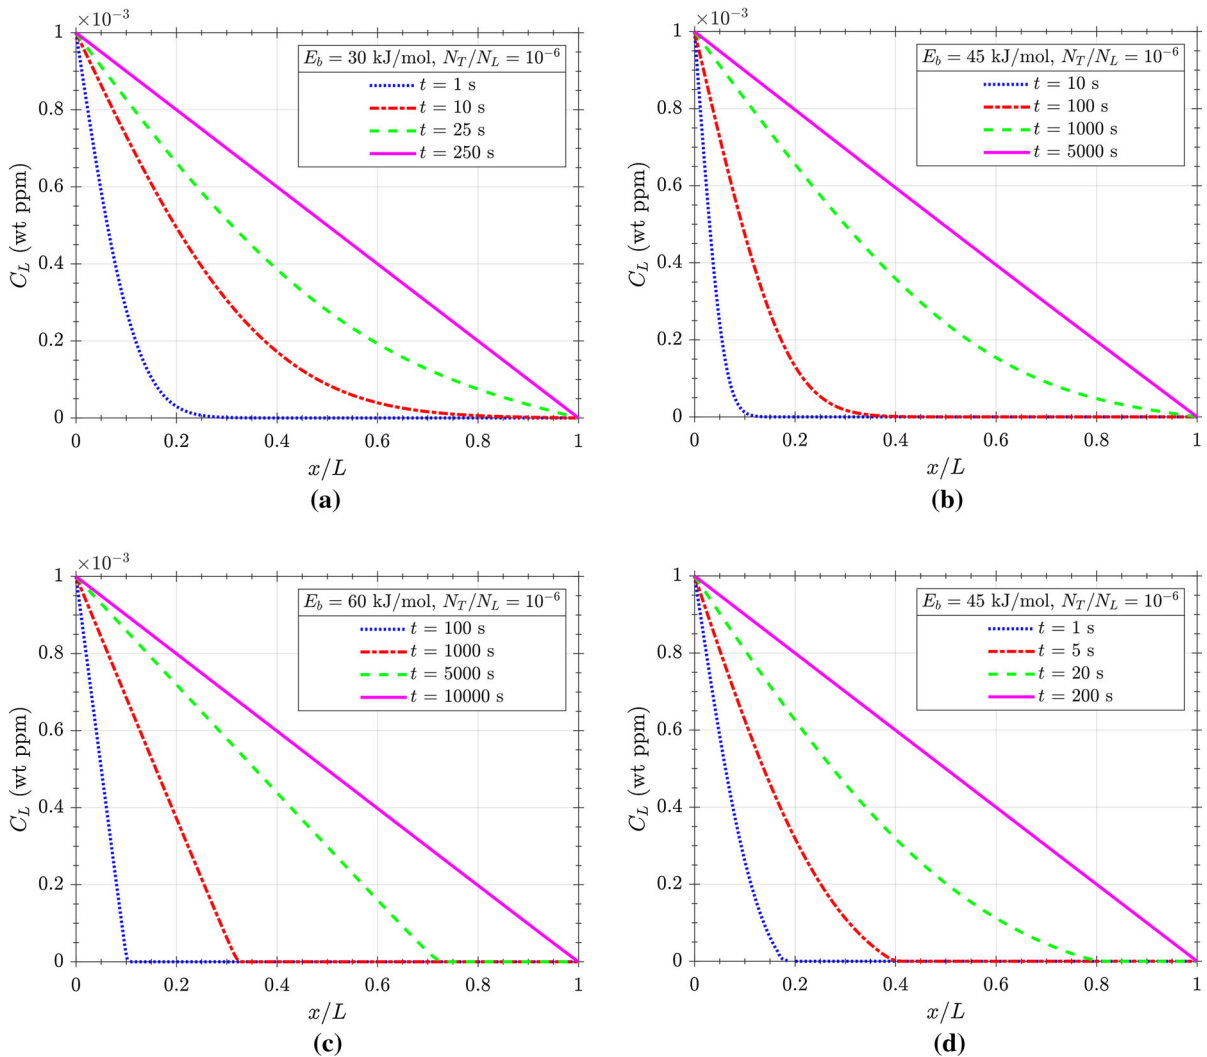 ×10⁻³
E_b = 30 kJ/mol, N_T/N_L = 10⁻⁶
t = 1 s
t = 10 s
t = 25 s
t = 250 s
1
0.8
0.6
0.4
0.2
0
C_L (wt ppm)
0 0.2 0.4 0.6 0.8 1
x/L
(a)
×10⁻³
E_b = 45 kJ/mol, N_T/N_L = 10⁻⁶
t = 10 s
t = 100 s
t = 1000 s
t = 5000 s
1
0.8
0.6
0.4
0.2
0
C_L (wt ppm)
0 0.2 0.4 0.6 0.8 1
x/L
(b)
×10⁻³
E_b = 60 kJ/mol, N_T/N_L = 10⁻⁶
t = 100 s
t = 1000 s
t = 5000 s
t = 10000 s
1
0.8
0.6
0.4
0.2
0
C_L (wt ppm)
0 0.2 0.4 0.6 0.8 1
x/L
(c)
×10⁻³
E_b = 45 kJ/mol, N_T/N_L = 10⁻⁶
t = 1 s
t = 5 s
t = 20 s
t = 200 s
1
0.8
0.6
0.4
0.2
0
C_L (wt ppm)
0 0.2 0.4 0.6 0.8 1
x/L
(d)